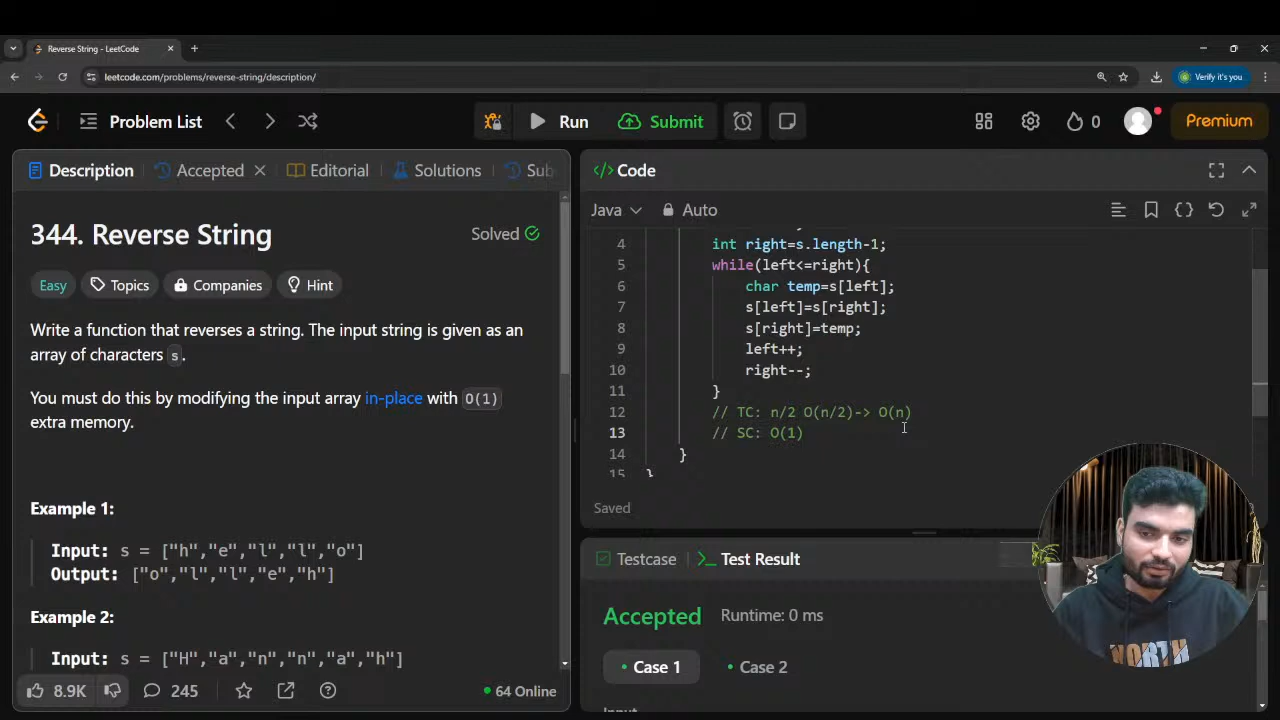 Reverse String - LeetCode
leetcode.com/problems/reverse-string/description/
Verify it's you
Problem List
Run
Submit
0
Premium
Description
Accepted
Editorial
Solutions
Sub
344. Reverse String
Solved
Easy
Topics
Companies
Hint
Write a function that reverses a string. The input string is given as an
array of characters s.
You must do this by modifying the input array in-place with O(1)
extra memory.
Example 1:
Input: s = ["h","e","l","l","o"]
Output: ["o","l","l","e","h"]
Example 2:
Input: s = ["H","a","n","n","a","h"]
8.9K
245
64 Online
</> Code
Java
Auto
4 int right=s.length-1;
5 while(left<=right){
6 char temp=s[left];
7 s[left]=s[right];
8 s[right]=temp;
9 left++;
10 right--;
11 }
12 // TC: n/2 O(n/2)-> O(n)
13 // SC: O(1)
14 }
15 }
Saved
Testcase
Test Result
Accepted
Runtime: 0 ms
Case 1
Case 2
NORTH